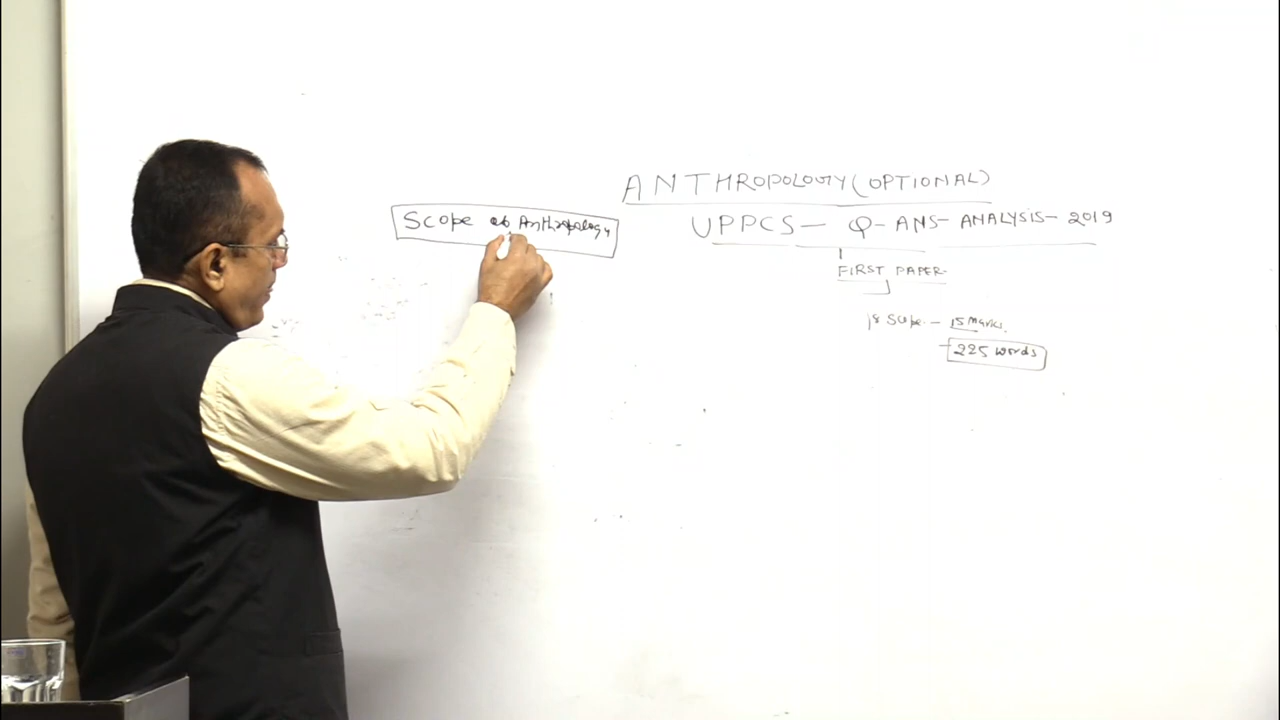 ANTHROPOLOGY (OPTIONAL)
UPPCS - Q - ANS - ANALYSIS - 2019
FIRST PAPER -
Scope - 15 Marks.
225 words
Scope of Anthropology